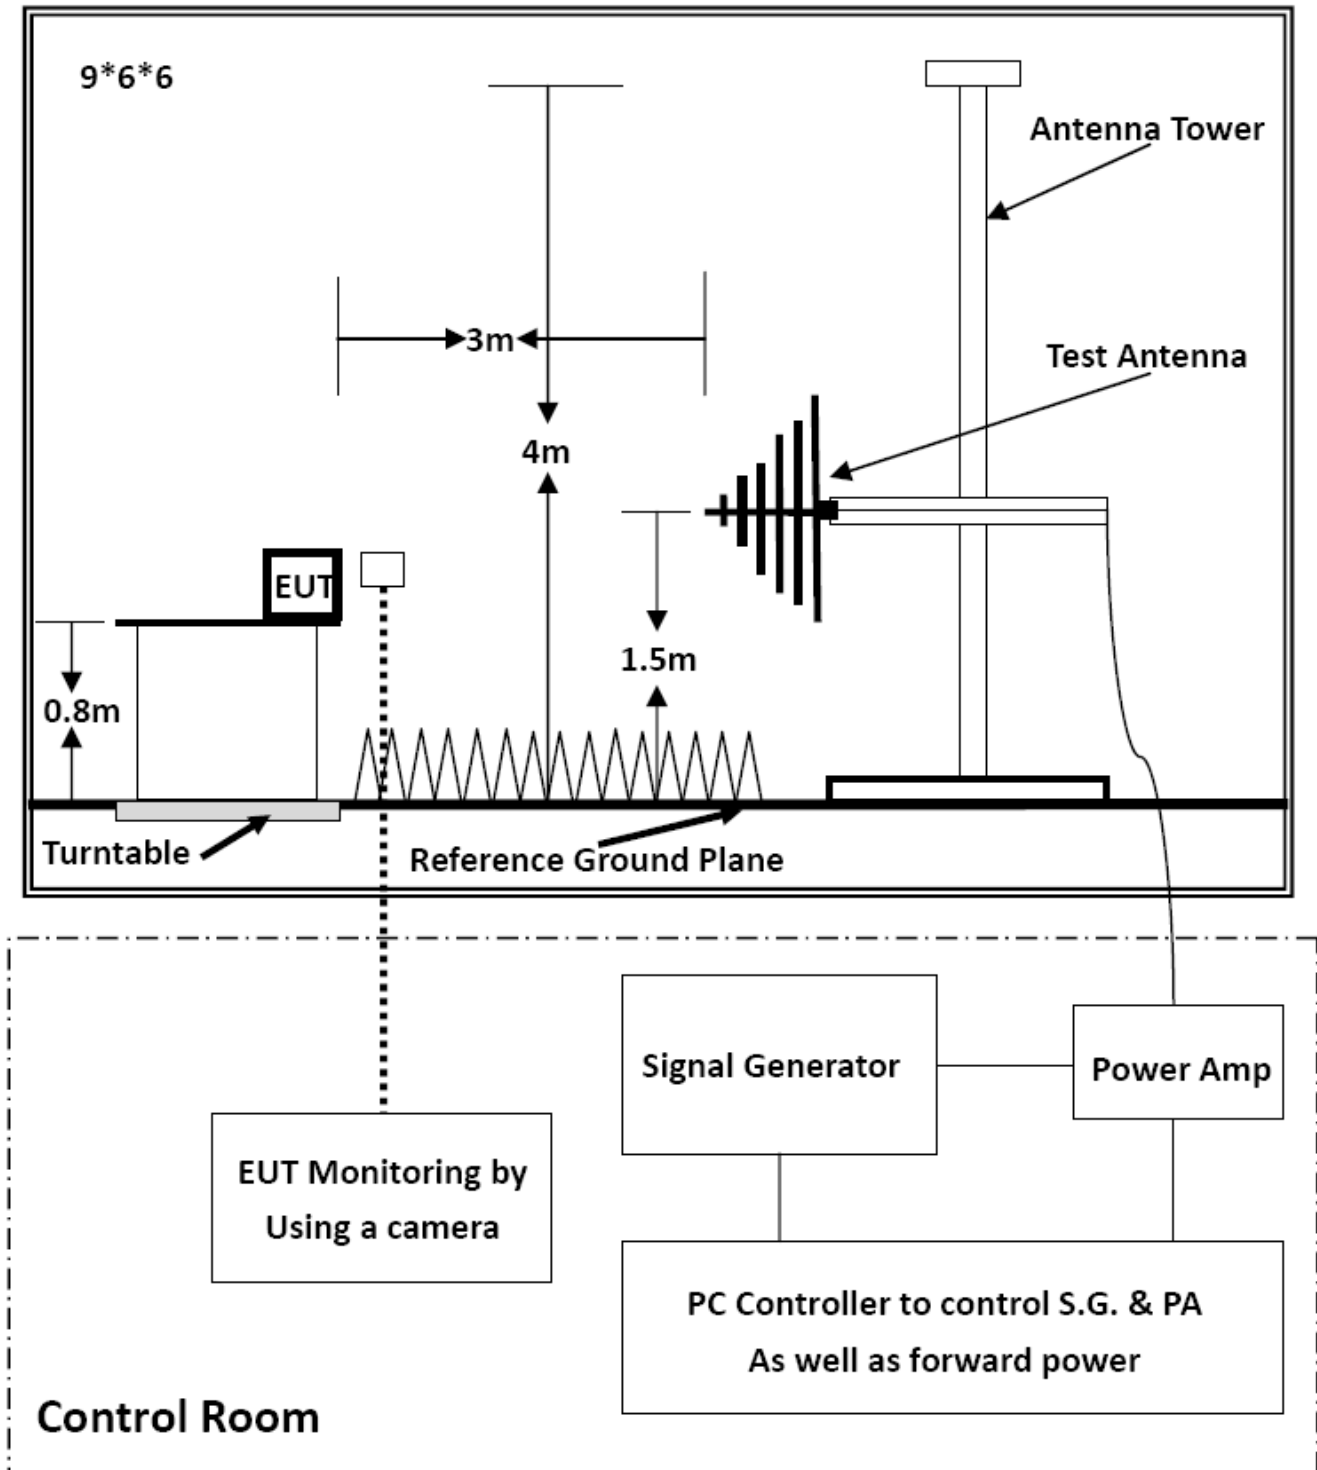 9*6*6
Antenna Tower
3m
Test Antenna
4m
EUT
1.5m
0.8m
Turntable
Reference Ground Plane
Signal Generator
Power Amp
EUT Monitoring by
Using a camera
PC Controller to control S.G. & PA
As well as forward power
Control Room